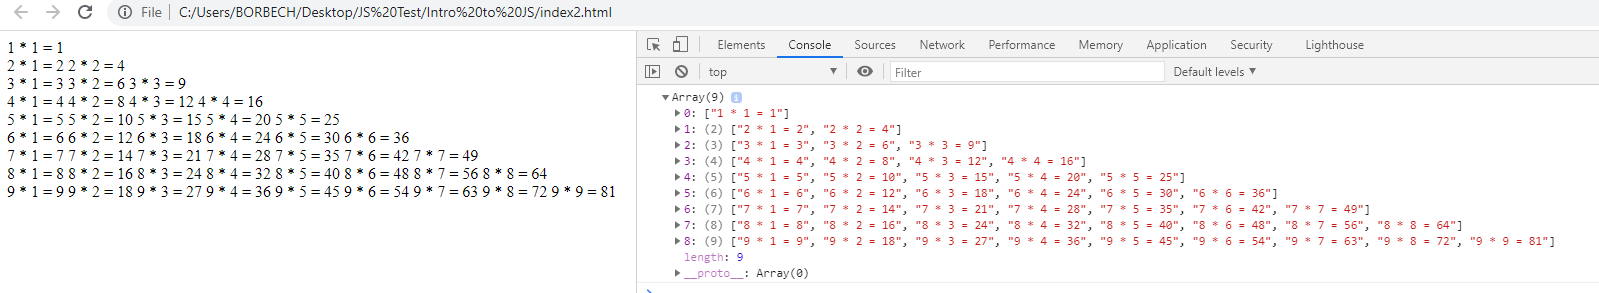 File | C:/Users/BORBECH/Desktop/JS%20Test/Intro%20to%20JS/index2.html
1 * 1 = 1
2 * 1 = 2 2 * 2 = 4
3 * 1 = 3 3 * 2 = 6 3 * 3 = 9
4 * 1 = 4 4 * 2 = 8 4 * 3 = 12 4 * 4 = 16
5 * 1 = 5 5 * 2 = 10 5 * 3 = 15 5 * 4 = 20 5 * 5 = 25
6 * 1 = 6 6 * 2 = 12 6 * 3 = 18 6 * 4 = 24 6 * 5 = 30 6 * 6 = 36
7 * 1 = 7 7 * 2 = 14 7 * 3 = 21 7 * 4 = 28 7 * 5 = 35 7 * 6 = 42 7 * 7 = 49
8 * 1 = 8 8 * 2 = 16 8 * 3 = 24 8 * 4 = 32 8 * 5 = 40 8 * 6 = 48 8 * 7 = 56 8 * 8 = 64
9 * 1 = 9 9 * 2 = 18 9 * 3 = 27 9 * 4 = 36 9 * 5 = 45 9 * 6 = 54 9 * 7 = 63 9 * 8 = 72 9 * 9 = 81
Elements Console Sources Network Performance Memory Application Security Lighthouse
top Filter Default levels
Array(9) i
0: ["1 * 1 = 1"]
1: (2) ["2 * 1 = 2", "2 * 2 = 4"]
2: (3) ["3 * 1 = 3", "3 * 2 = 6", "3 * 3 = 9"]
3: (4) ["4 * 1 = 4", "4 * 2 = 8", "4 * 3 = 12", "4 * 4 = 16"]
4: (5) ["5 * 1 = 5", "5 * 2 = 10", "5 * 3 = 15", "5 * 4 = 20", "5 * 5 = 25"]
5: (6) ["6 * 1 = 6", "6 * 2 = 12", "6 * 3 = 18", "6 * 4 = 24", "6 * 5 = 30", "6 * 6 = 36"]
6: (7) ["7 * 1 = 7", "7 * 2 = 14", "7 * 3 = 21", "7 * 4 = 28", "7 * 5 = 35", "7 * 6 = 42", "7 * 7 = 49"]
7: (8) ["8 * 1 = 8", "8 * 2 = 16", "8 * 3 = 24", "8 * 4 = 32", "8 * 5 = 40", "8 * 6 = 48", "8 * 7 = 56", "8 * 8 = 64"]
8: (9) ["9 * 1 = 9", "9 * 2 = 18", "9 * 3 = 27", "9 * 4 = 36", "9 * 5 = 45", "9 * 6 = 54", "9 * 7 = 63", "9 * 8 = 72", "9 * 9 = 81"]
length: 9
__proto__: Array(0)